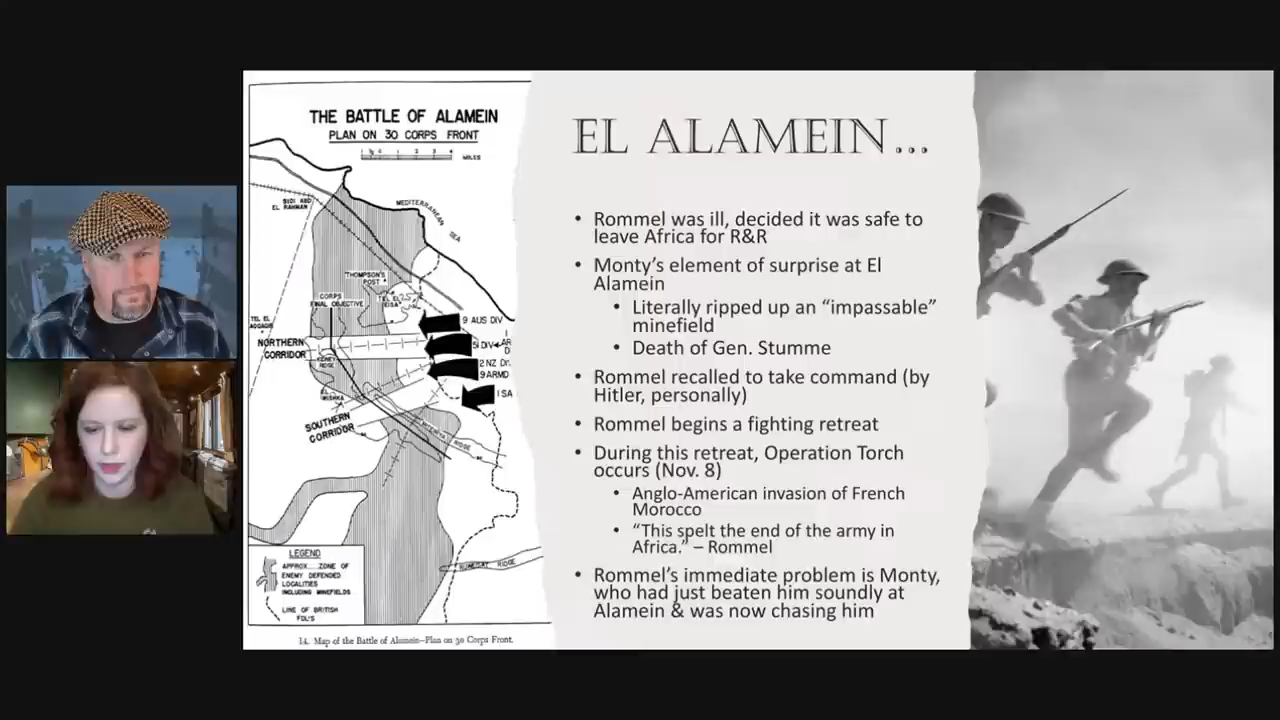 THE BATTLE OF ALAMEIN
PLAN ON 30 CORPS FRONT
MILES
SIDI ABD
EL RAHMAN
MEDITERRANEAN
SEA
'THOMPSON'S
POST'
TEL EL
EISA
CORPS
FINAL OBJECTIVE
TEL EL
AQQAQIR
9 AUS DIV
51 DIV
NORTHERN
CORRIDOR
KIDNEY
RIDGE
2 NZ DI
9 ARMD
1 SA
SOUTHERN
CORRIDOR
RIDGE
RUWEISAT RIDGE
LEGEND
APPROX. ZONE OF
ENEMY DEFENDED
LOCALITIES
INCLUDING MINEFIELDS
LINE OF BRITISH
FDL'S
14. Map of the Battle of Alamein—Plan on 30 Corps Front.
EL ALAMEIN...
• Rommel was ill, decided it was safe to
leave Africa for R&R
• Monty's element of surprise at El
Alamein
• Literally ripped up an “impassable”
minefield
• Death of Gen. Stumme
• Rommel recalled to take command (by
Hitler, personally)
• Rommel begins a fighting retreat
• During this retreat, Operation Torch
occurs (Nov. 8)
• Anglo-American invasion of French
Morocco
• “This spelt the end of the army in
Africa.” – Rommel
• Rommel's immediate problem is Monty,
who had just beaten him soundly at
Alamein & was now chasing him